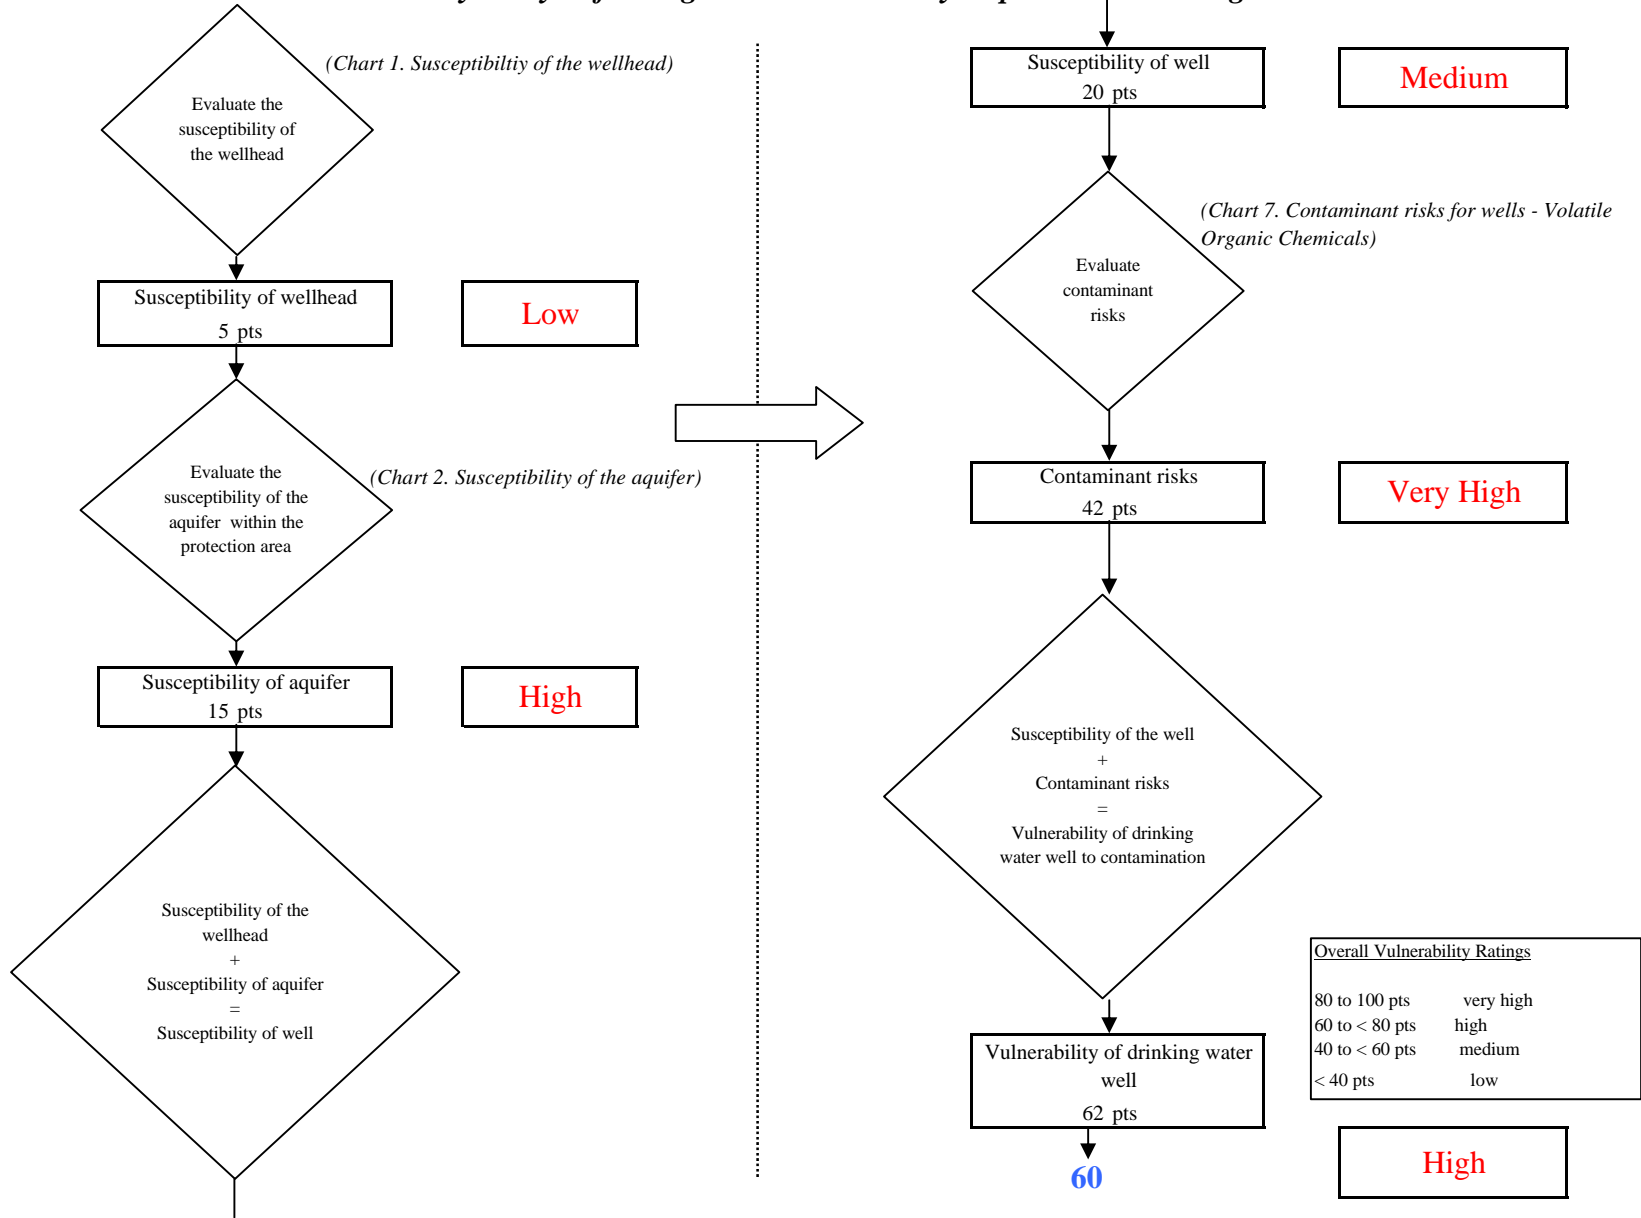 (Chart 1. Susceptibiltiy of the wellhead)
Evaluate the
susceptibility of
the wellhead
Susceptibility of wellhead
5 pts
Low
Evaluate the
susceptibility of the
aquifer within the
protection area
(Chart 2. Susceptibility of the aquifer)
Susceptibility of aquifer
15 pts
High
Susceptibility of the
wellhead
+
Susceptibility of aquifer
=
Susceptibility of well
Susceptibility of well
20 pts
Medium
(Chart 7. Contaminant risks for wells - Volatile
Organic Chemicals)
Evaluate
contaminant
risks
Contaminant risks
42 pts
Very High
Susceptibility of the well
+
Contaminant risks
=
Vulnerability of drinking
water well to contamination
Overall Vulnerability Ratings
80 to 100 pts very high
60 to < 80 pts high
40 to < 60 pts medium
< 40 pts low
Vulnerability of drinking water
well
62 pts
60
High